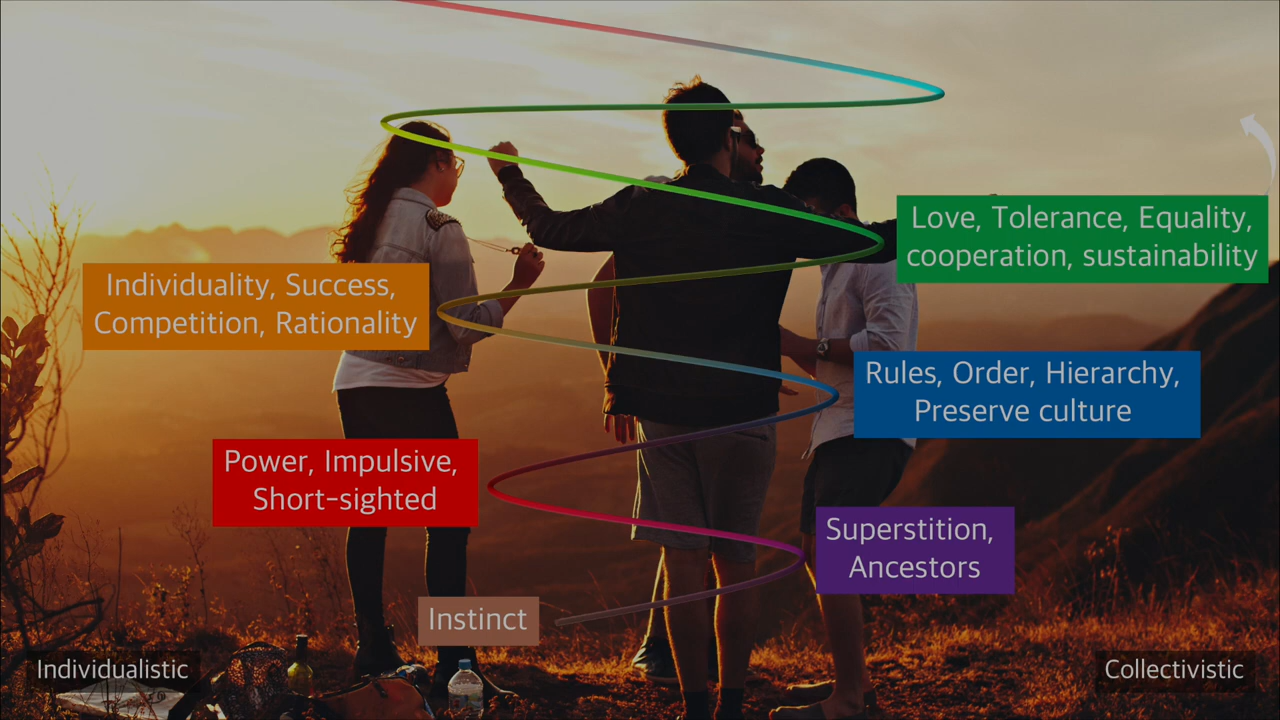 Love, Tolerance, Equality,
cooperation, sustainability
Individuality, Success,
Competition, Rationality
Rules, Order, Hierarchy,
Preserve culture
Power, Impulsive,
Short-sighted
Superstition,
Ancestors
Instinct
Individualistic
Collectivistic